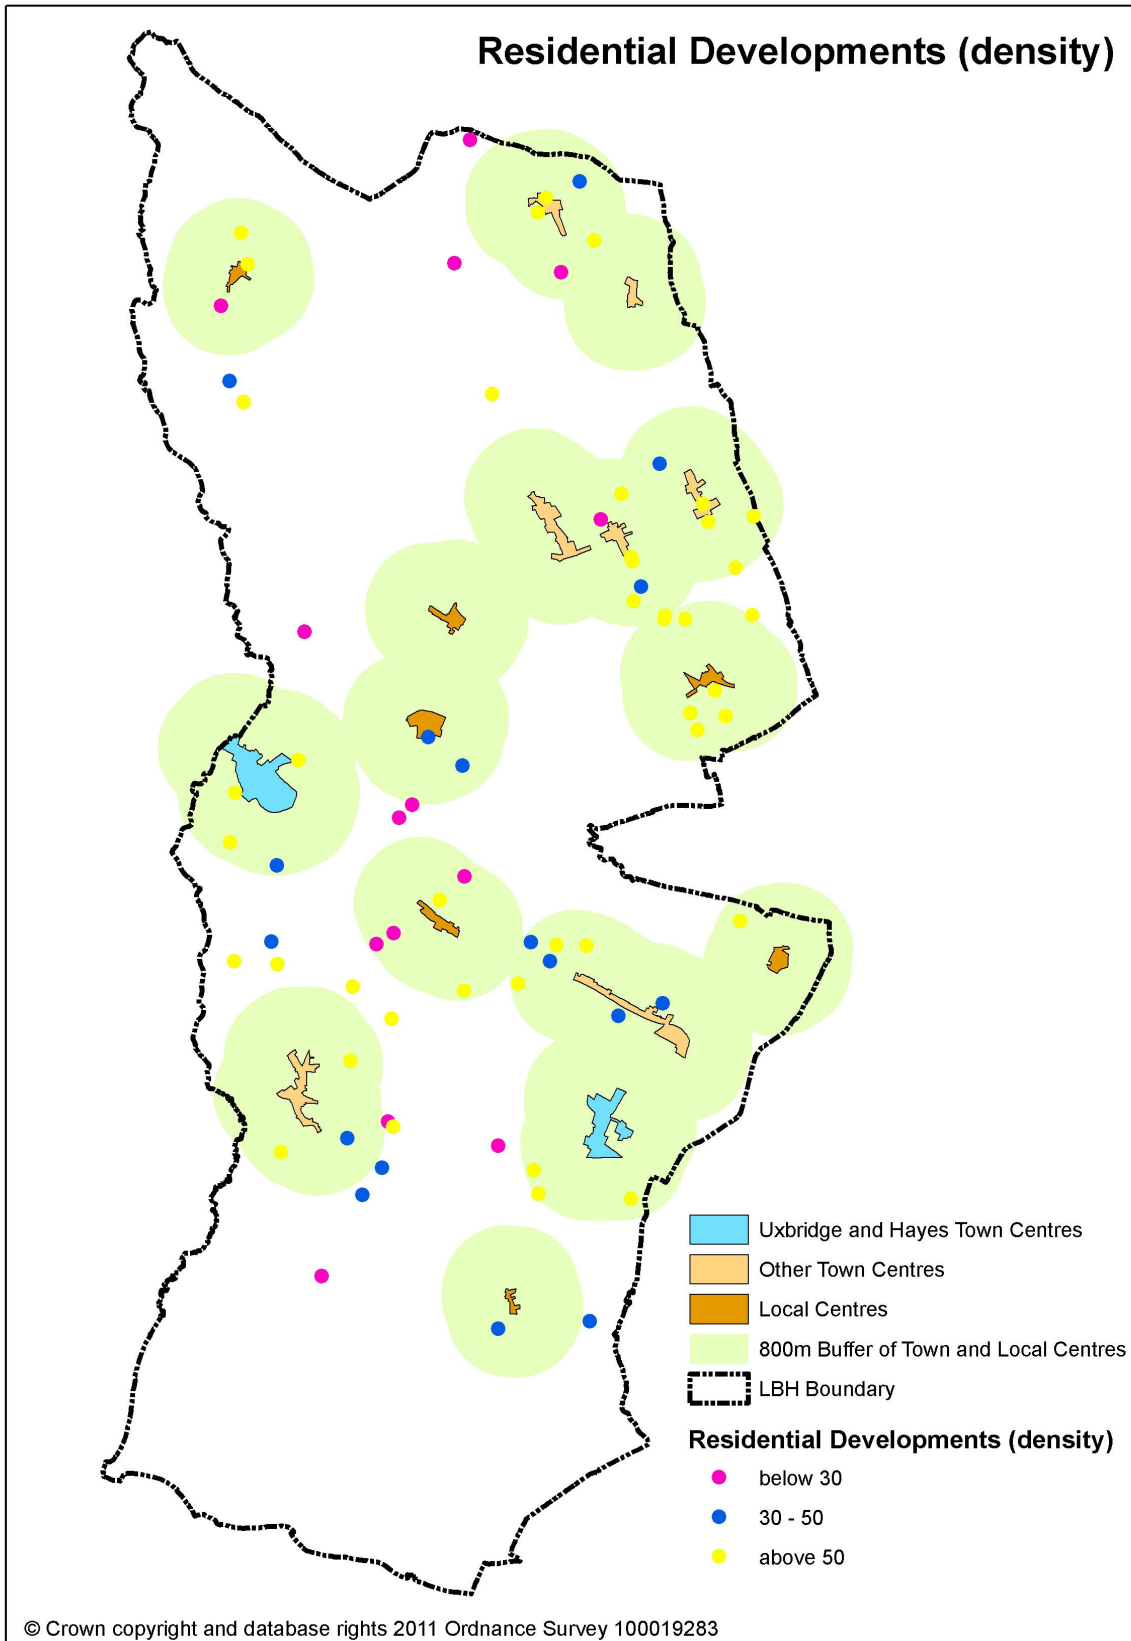 Residential Developments (density)
Uxbridge and Hayes Town Centres
Other Town Centres
Local Centres
800m Buffer of Town and Local Centres
LBH Boundary
Residential Developments (density)
below 30
30 - 50
above 50
© Crown copyright and database rights 2011 Ordnance Survey 100019283